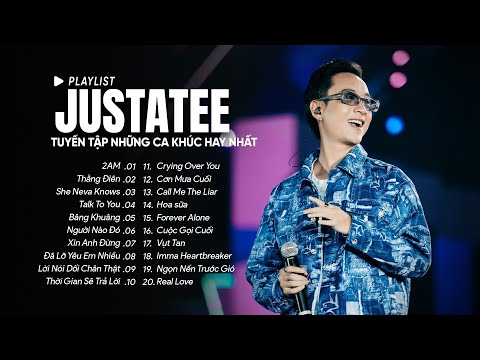 PLAYLIST
JUSTATEE
TUYỂN TẬP NHỮNG CA KHÚC HAY NHẤT
2AM .01
Thằng Điên .02
She Neva Knows .03
Talk To You .04
Bâng Khuâng .05
Người Nào Đó .06
Xin Anh Đừng .07
Đã Lỡ Yêu Em Nhiều .08
Lời Nói Dối Chân Thật .09
Thời Gian Sẽ Trả Lời .10
11. Crying Over You
12. Cơn Mưa Cuối
13. Call Me The Liar
14. Hoa sữa
15. Forever Alone
16. Cuộc Gọi Cuối
17. Vụt Tan
18. Imma Heartbreaker
19. Ngọn Nến Trước Gió
20. Real Love